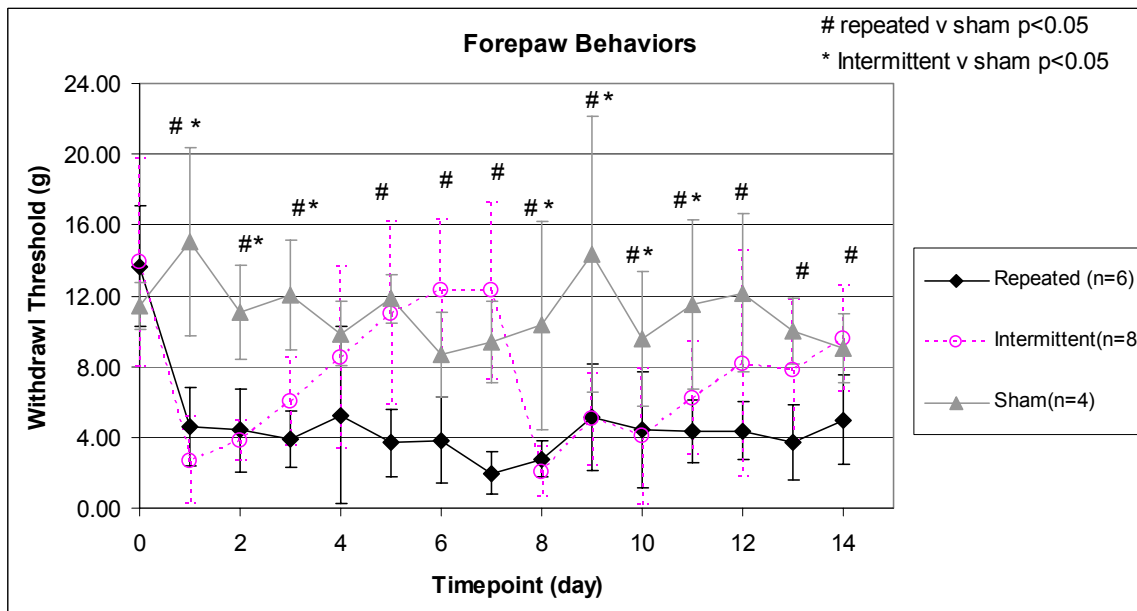 Forepaw Behaviors
# repeated v sham p<0.05
* Intermittent v sham p<0.05
Withdrawl Threshold (g)
24.00
20.00
16.00
12.00
8.00
4.00
0.00
# *
#*
#*
#
#
#
#*
#*
#*
#*
#
#
#
0 2 4 6 8 10 12 14
Timepoint (day)
Repeated (n=6)
Intermittent(n=8
Sham(n=4)